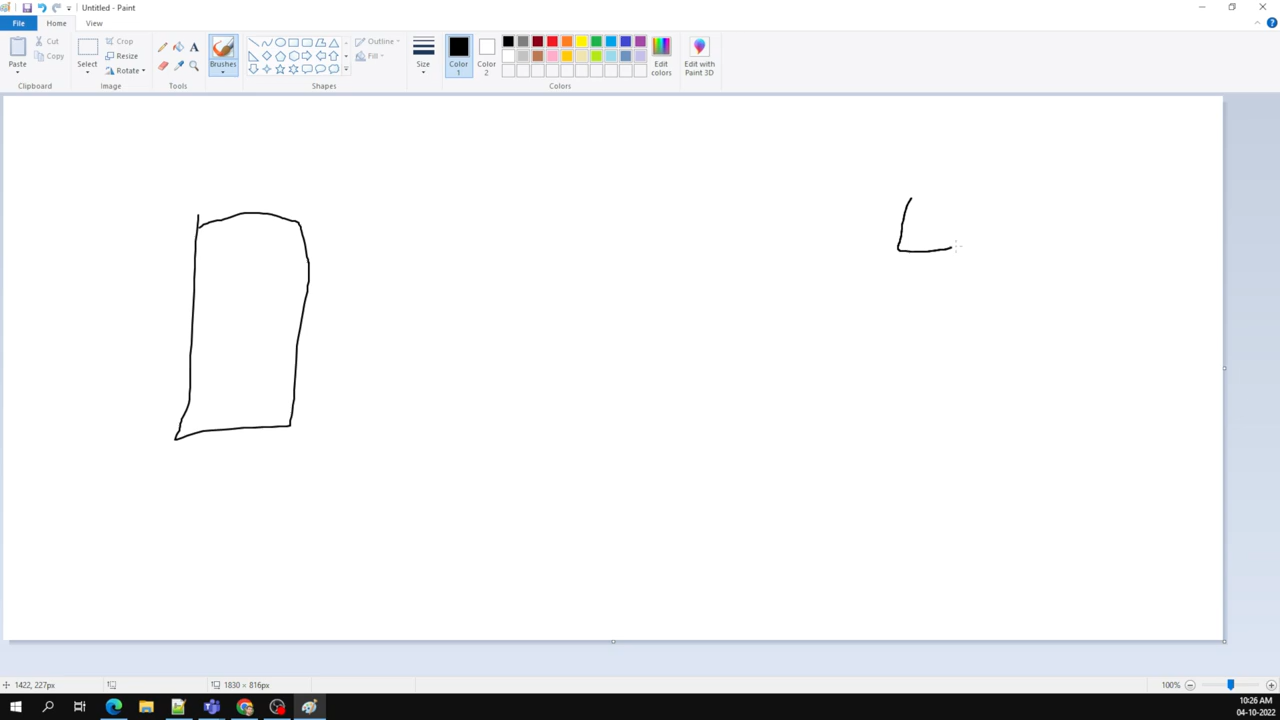 Untitled - Paint
File
Home
View
Paste
Cut
Copy
Clipboard
Select
Crop
Resize
Rotate
Image
Tools
Brushes
Outline
Fill
Shapes
Size
Color
1
Color
2
Edit
colors
Edit with
Paint 3D
Colors
1422, 227px
1830 × 816px
100%
10:26 AM
04-10-2022